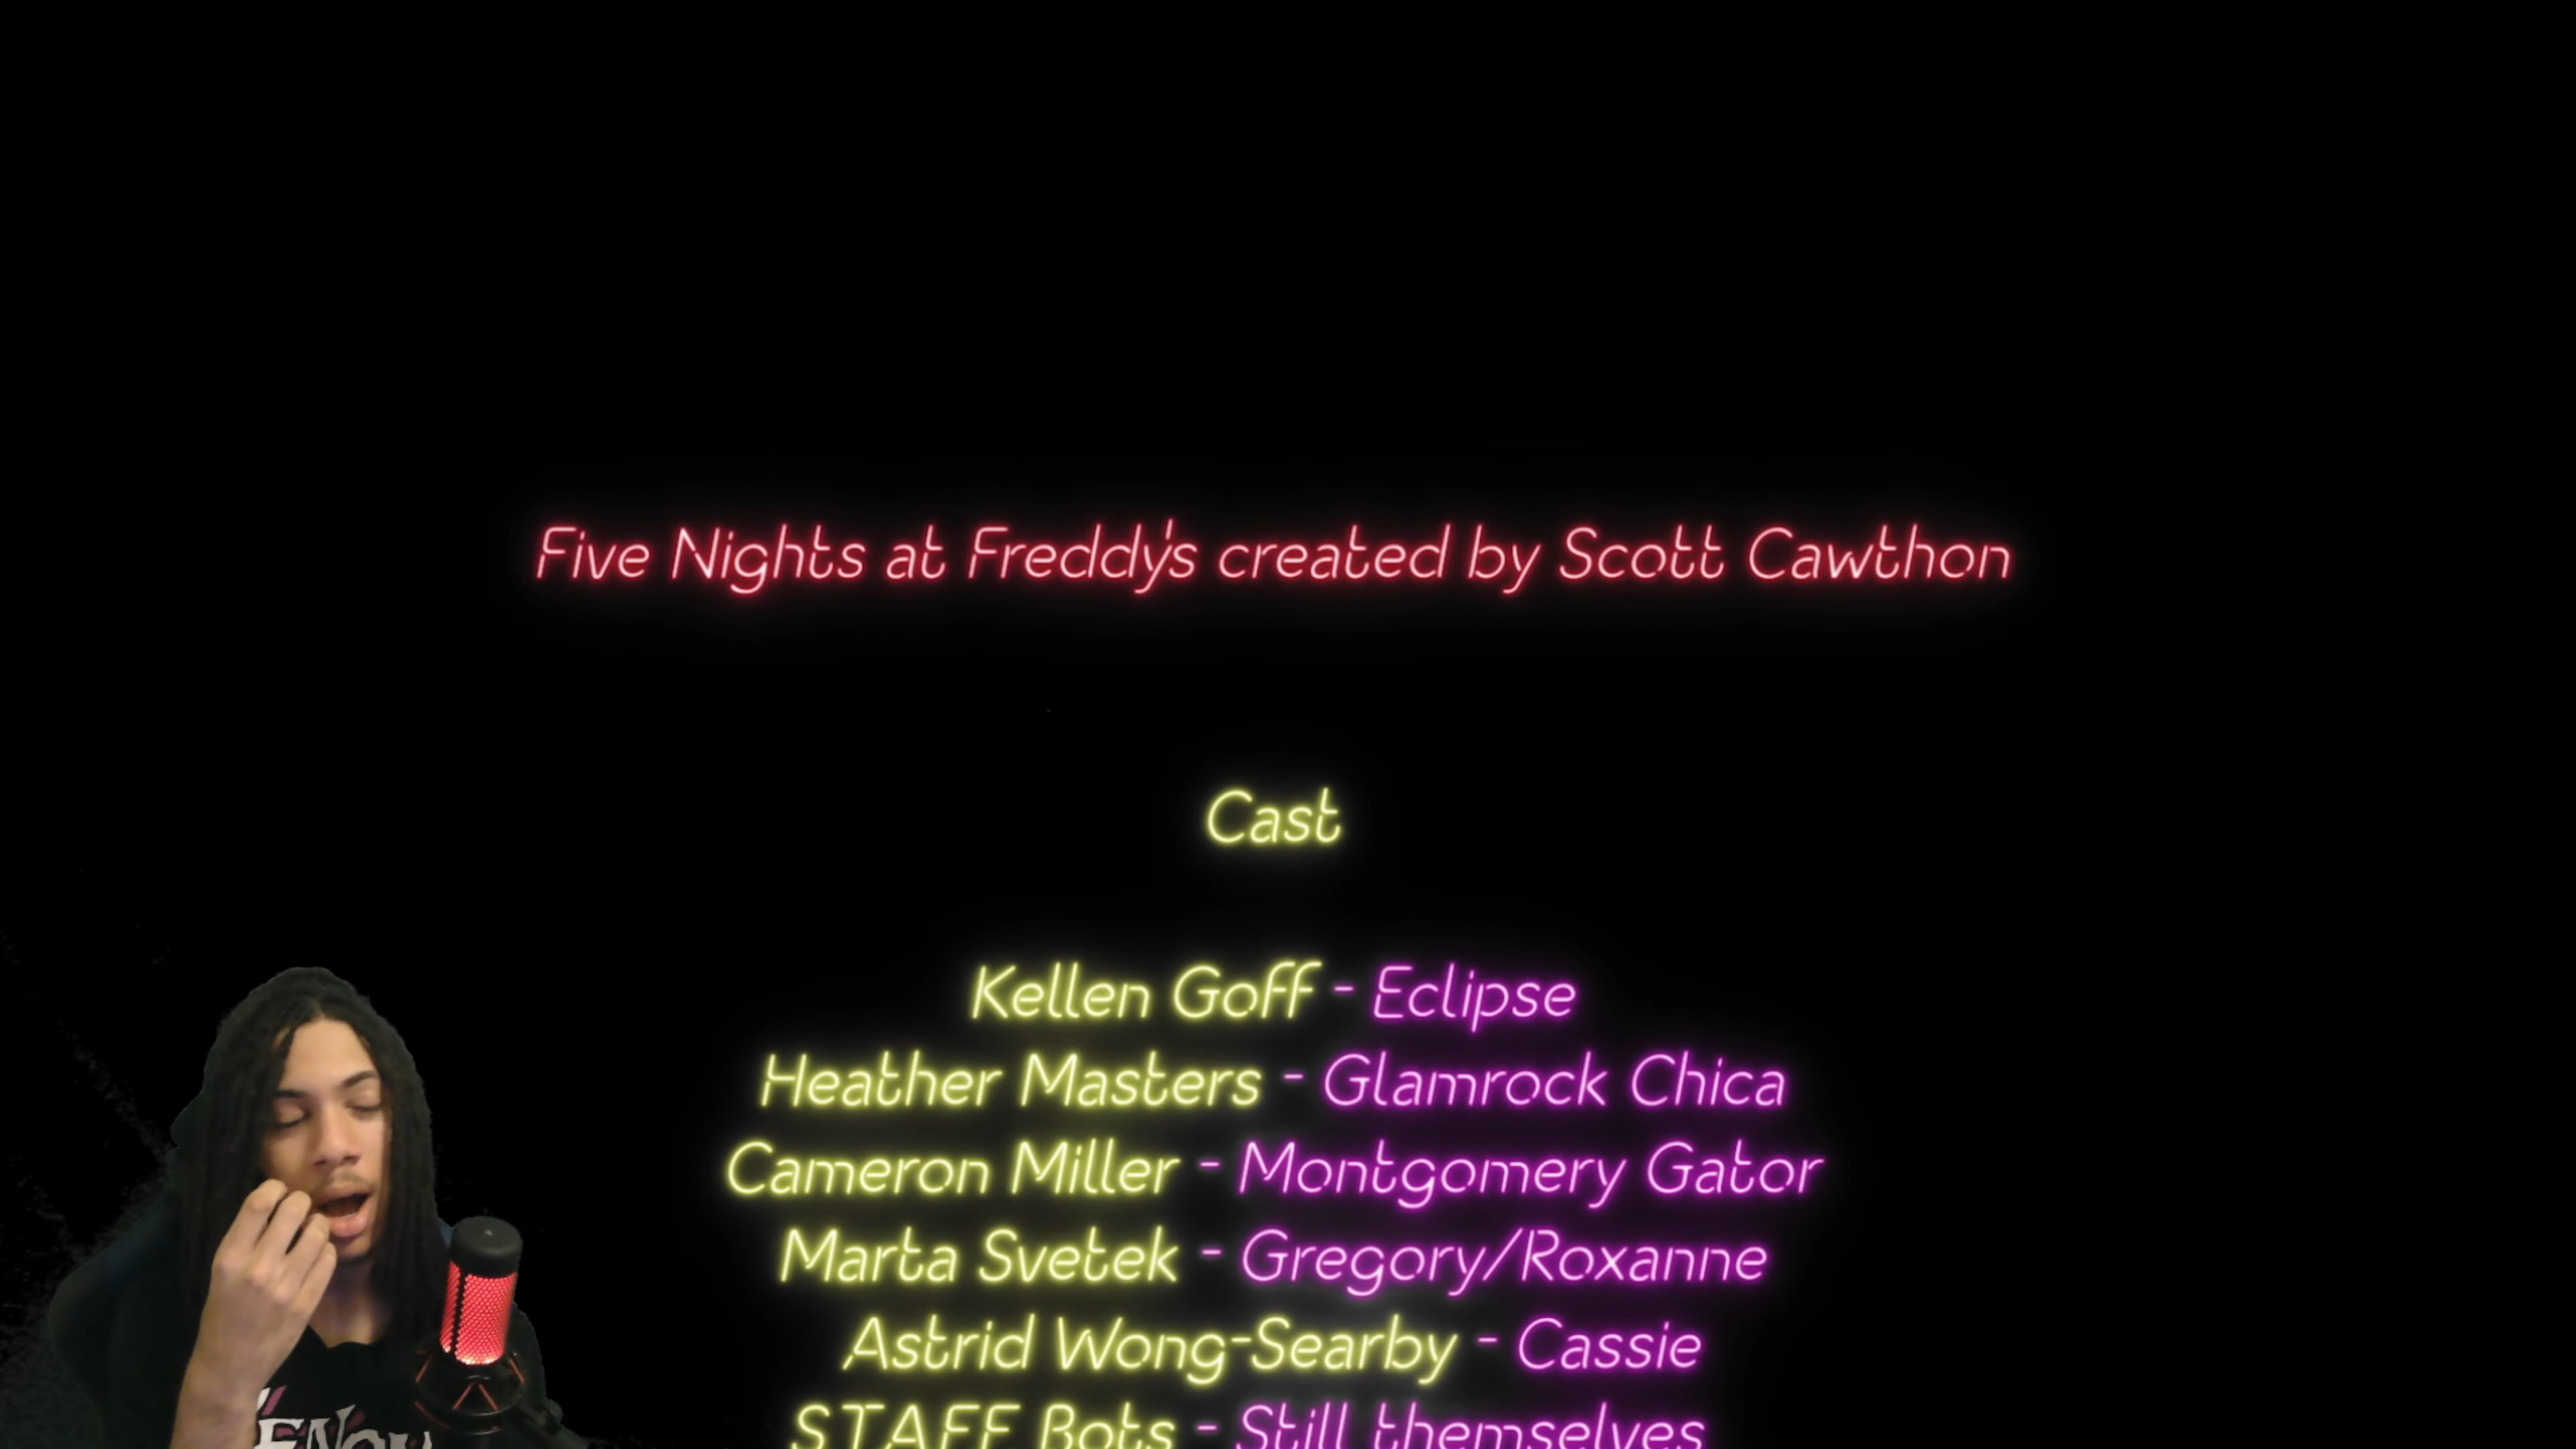 Five Nights at Freddy's created by Scott Cawthon
Cast
Kellen Goff - Eclipse
Heather Masters - Glamrock Chica
Cameron Miller - Montgomery Gator
Marta Svetek - Gregory/Roxanne
Astrid Wong-Searby - Cassie
STAFF Bots - Still themselves